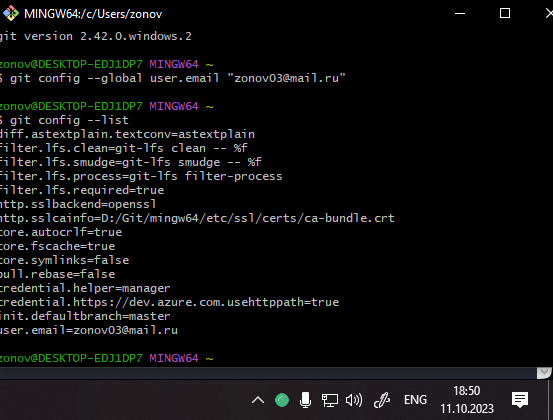 MINGW64:/c/Users/zonov
git version 2.42.0.windows.2
zonov@DESKTOP-EDJ1DP7 MINGW64 ~
$ git config --global user.email "zonov03@mail.ru"
zonov@DESKTOP-EDJ1DP7 MINGW64 ~
$ git config --list
diff.astextplain.textconv=astextplain
filter.lfs.clean=git-lfs clean -- %f
filter.lfs.smudge=git-lfs smudge -- %f
filter.lfs.process=git-lfs filter-process
filter.lfs.required=true
http.sslbackend=openssl
http.sslcainfo=D:/Git/mingw64/etc/ssl/certs/ca-bundle.crt
core.autocrlf=true
core.fscache=true
core.symlinks=false
pull.rebase=false
credential.helper=manager
credential.https://dev.azure.com.usehttppath=true
init.defaultbranch=master
user.email=zonov03@mail.ru
zonov@DESKTOP-EDJ1DP7 MINGW64 ~
ENG
18:50
11.10.2023